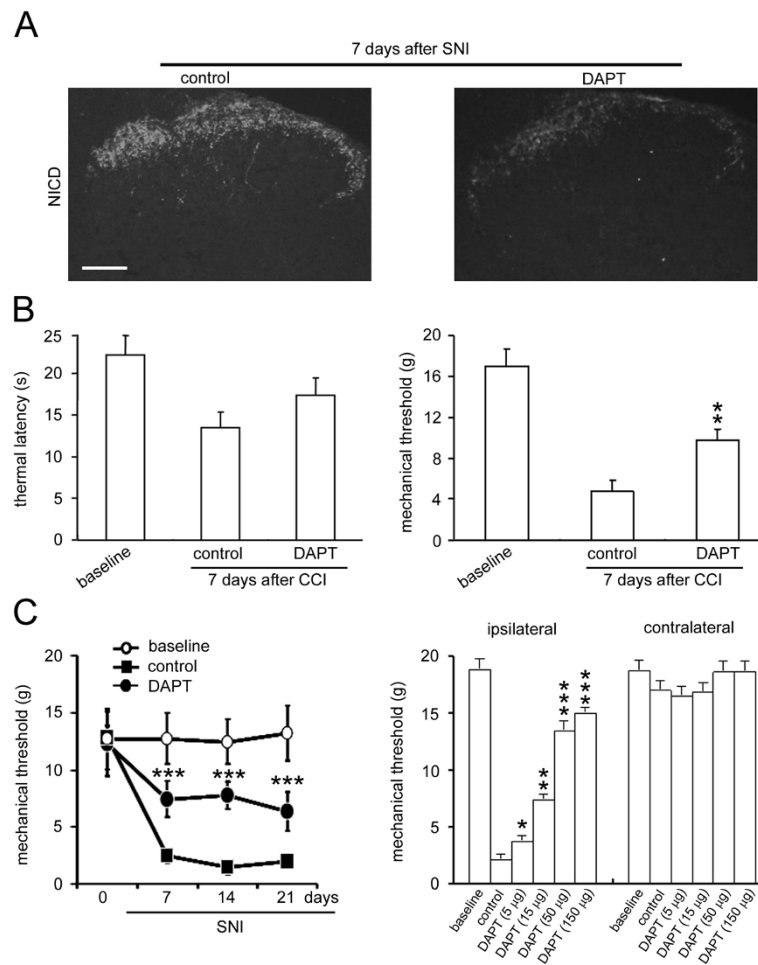 A
7 days after SNI
control
DAPT
NICD
B
thermal latency (s)
25
20
15
10
5
0
baseline
control
DAPT
7 days after CCI
mechanical threshold (g)
20
16
12
8
4
0
**
baseline
control
DAPT
7 days after CCI
C
baseline
control
DAPT
mechanical threshold (g)
20
15
10
5
0
***
***
***
0
7
14
21
days
SNI
ipsilateral
contralateral
mechanical threshold (g)
20
15
10
5
0
*
**
***
***
baseline
control
DAPT (5 µg)
DAPT (15 µg)
DAPT (50 µg)
DAPT (150 µg)
baseline
control
DAPT (5 µg)
DAPT (15 µg)
DAPT (50 µg)
DAPT (150 µg)